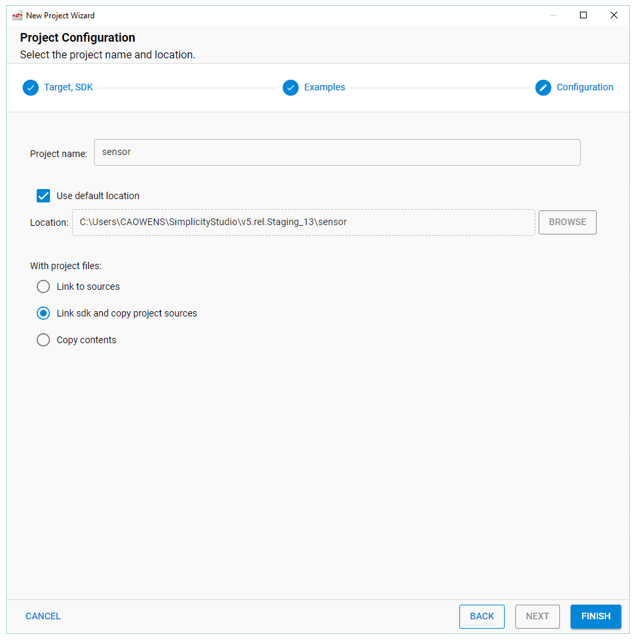 New Project Wizard
Project Configuration
Select the project name and location.
Target, SDK
Examples
Configuration
Project name:
sensor
Use default location
Location:
C:\Users\CAOWENS\SimplicityStudio\v5.rel.Staging_13\sensor
BROWSE
With project files:
Link to sources
Link sdk and copy project sources
Copy contents
CANCEL
BACK
NEXT
FINISH